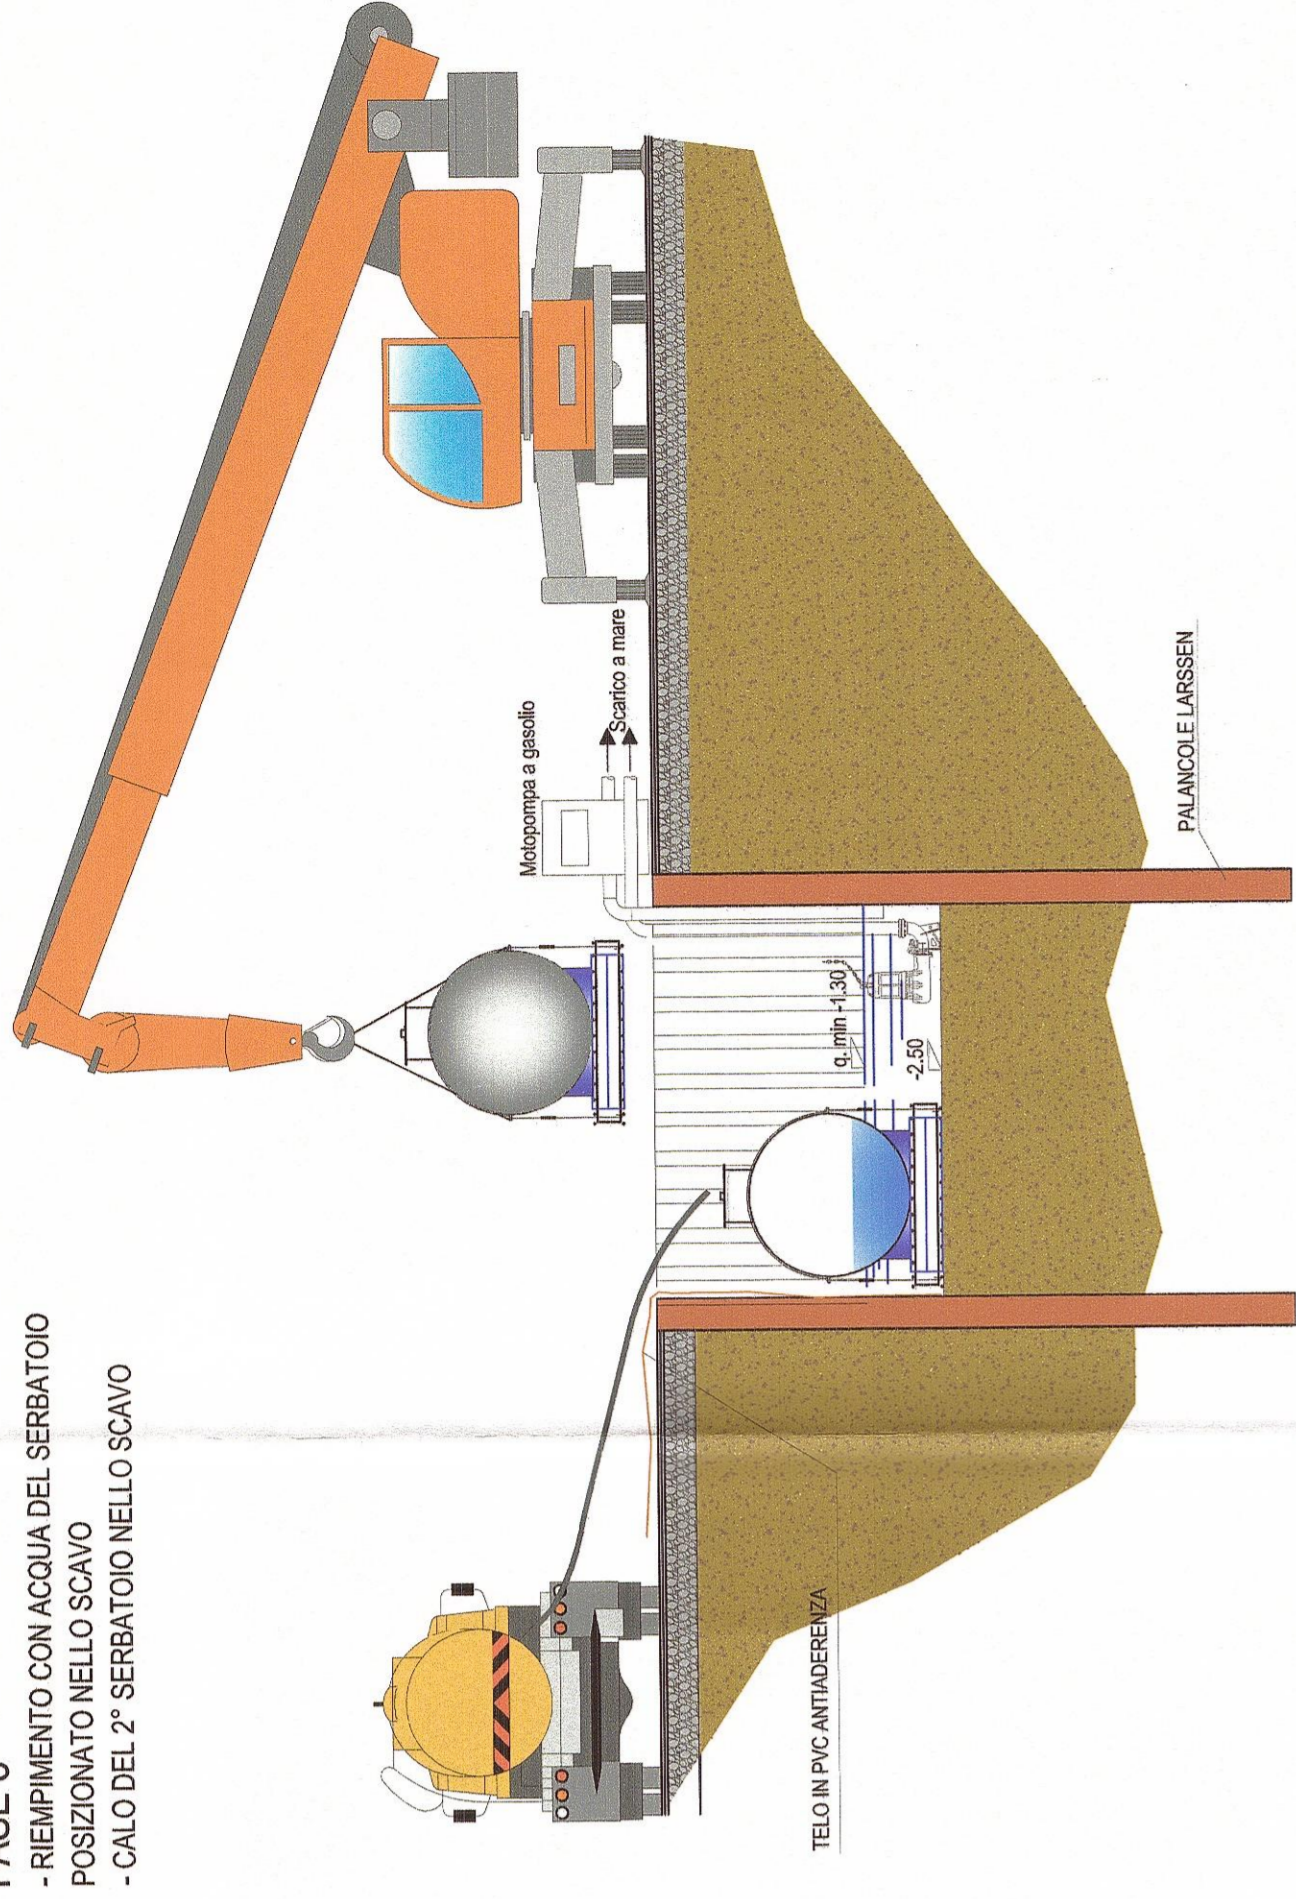 - RIEMPIMENTO CON ACQUA DEL SERBATOIO
POSIZIONATO NELLO SCAVO
- CALO DEL 2° SERBATOIO NELLO SCAVO
Motopompa a gasolio
Scarico a mare
q. min -1.30
-2.50
PALANCOLE LARSSEN
TELO IN PVC ANTIADERENZA